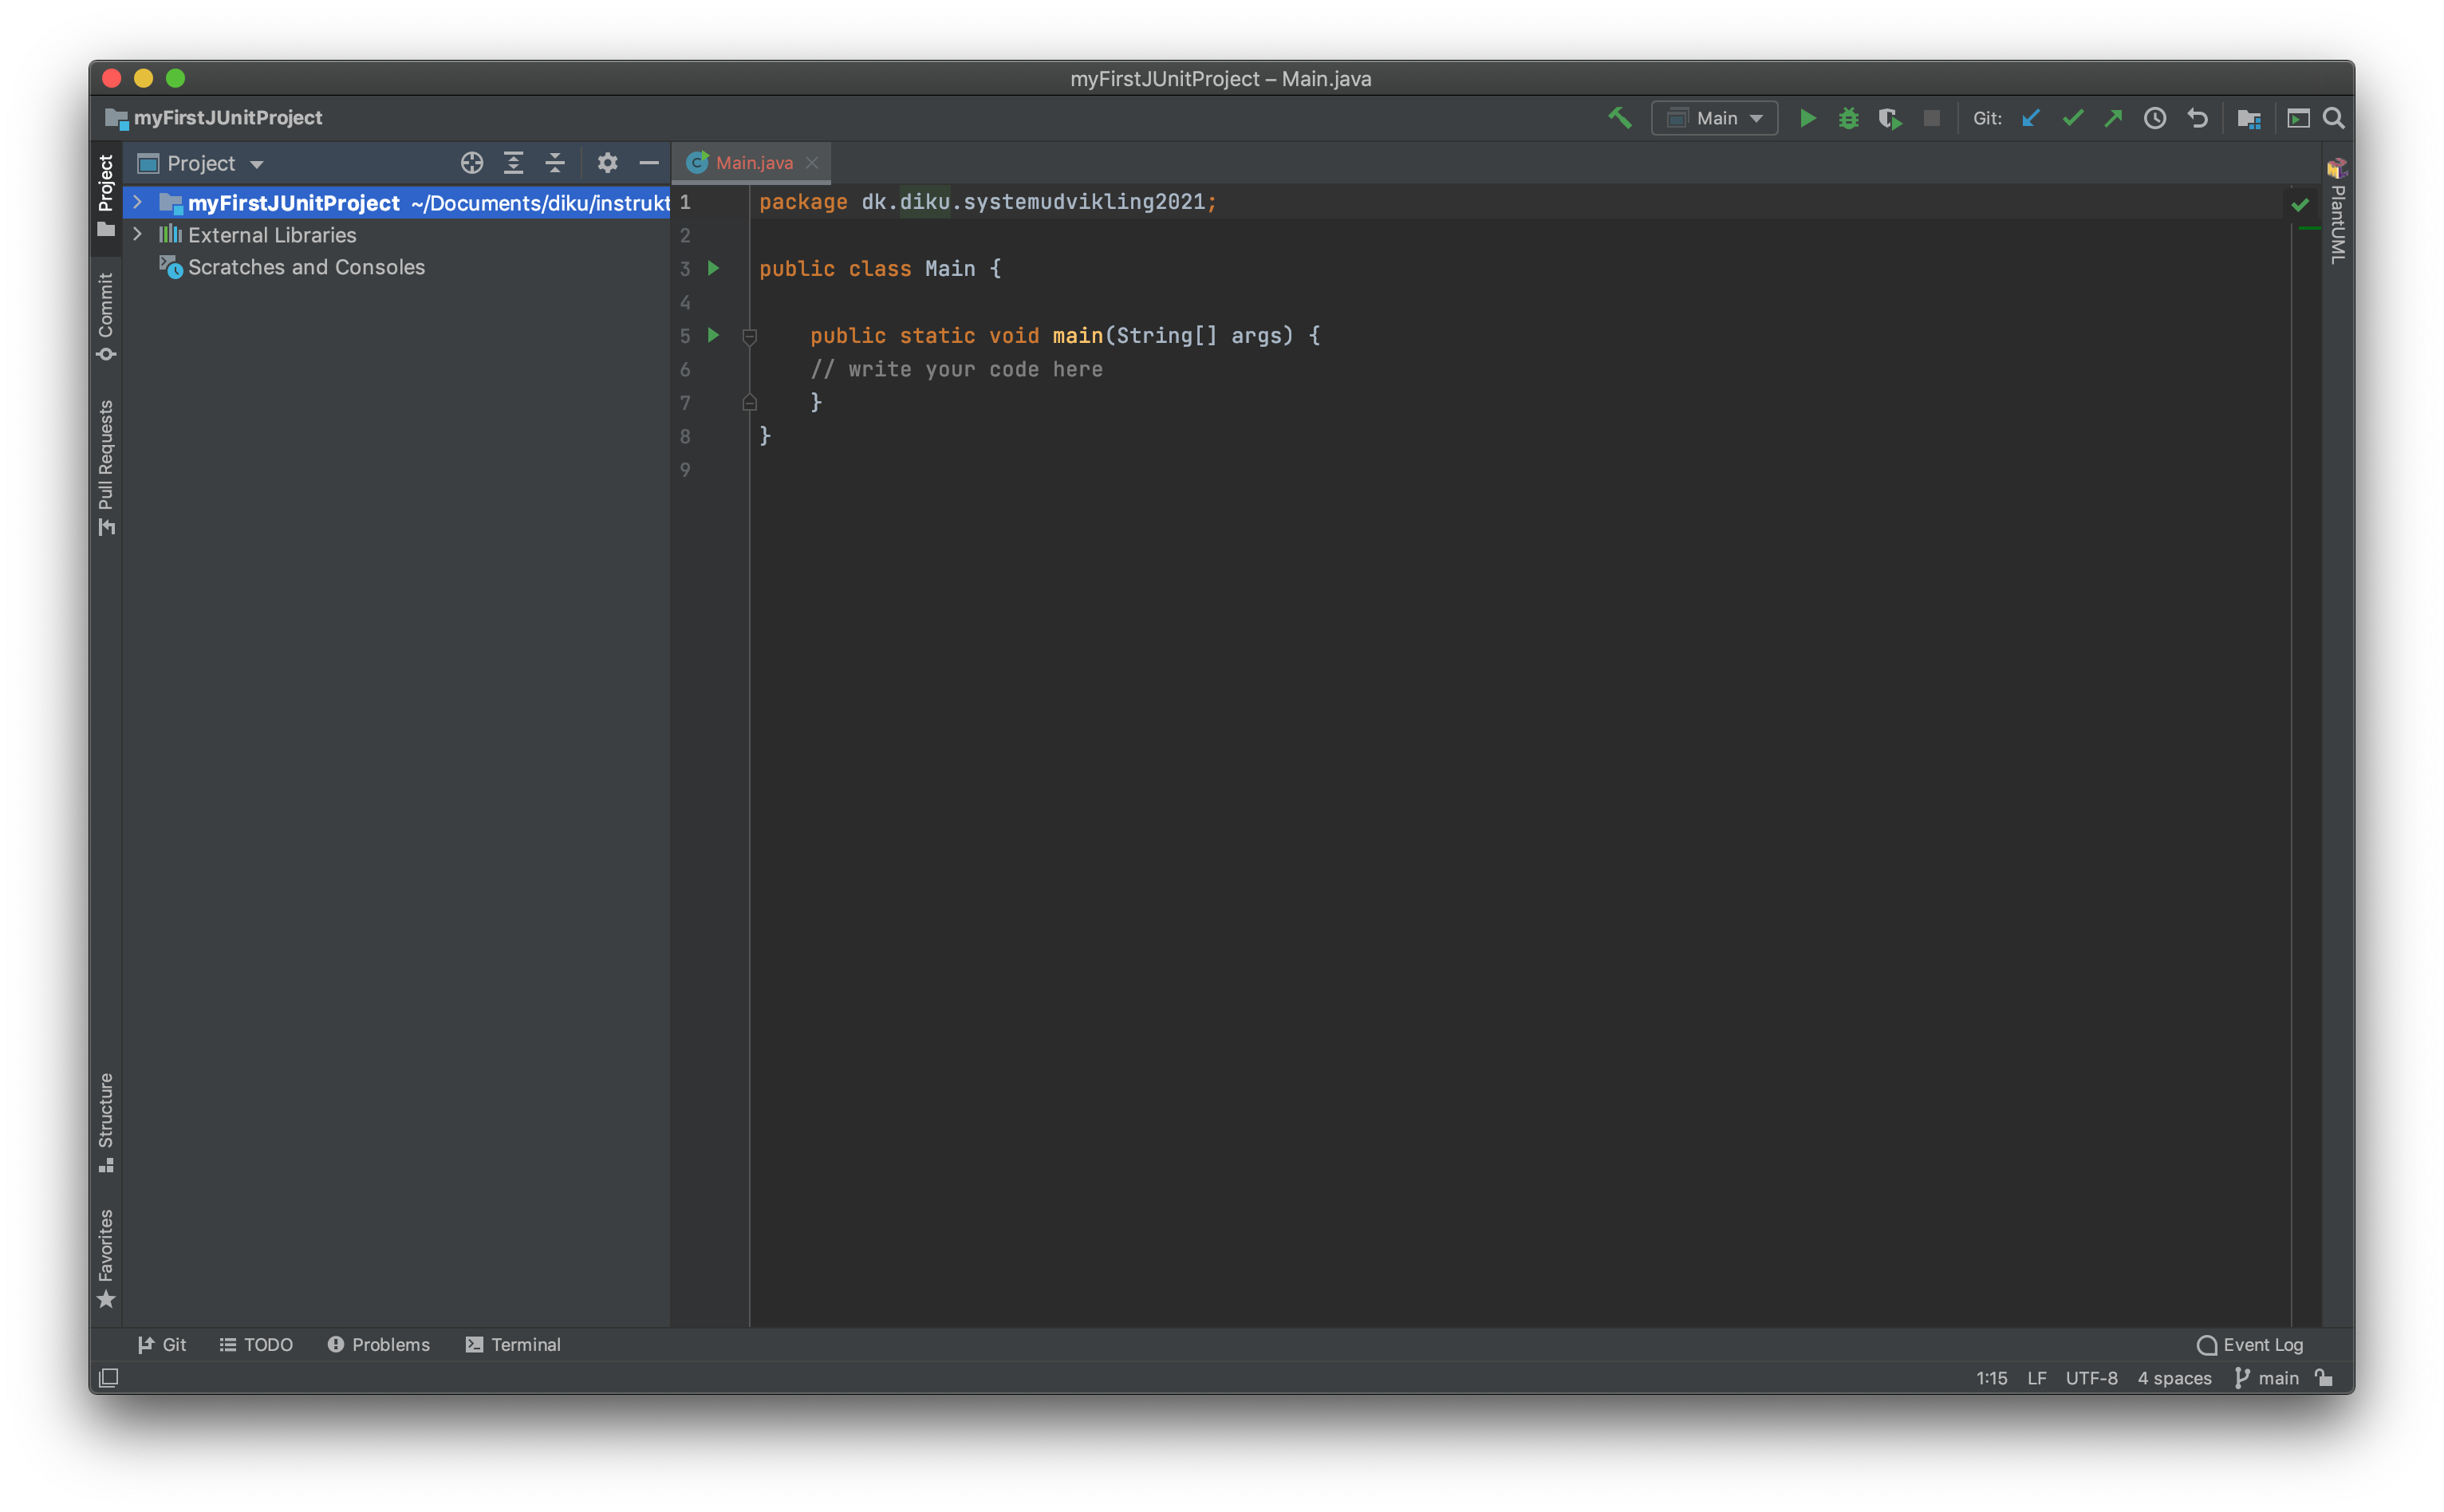 myFirstJUnitProject – Main.java
myFirstJUnitProject
Main
Git:
Project
Main.java
Project
Commit
Pull Requests
Structure
Favorites
myFirstJUnitProject ~/Documents/diku/instrukt
External Libraries
Scratches and Consoles
1 package dk.diku.systemudvikling2021;
2
3 public class Main {
4
5 public static void main(String[] args) {
6 // write your code here
7 }
8 }
9
PlantUML
Git TODO Problems Terminal Event Log
1:15 LF UTF-8 4 spaces main